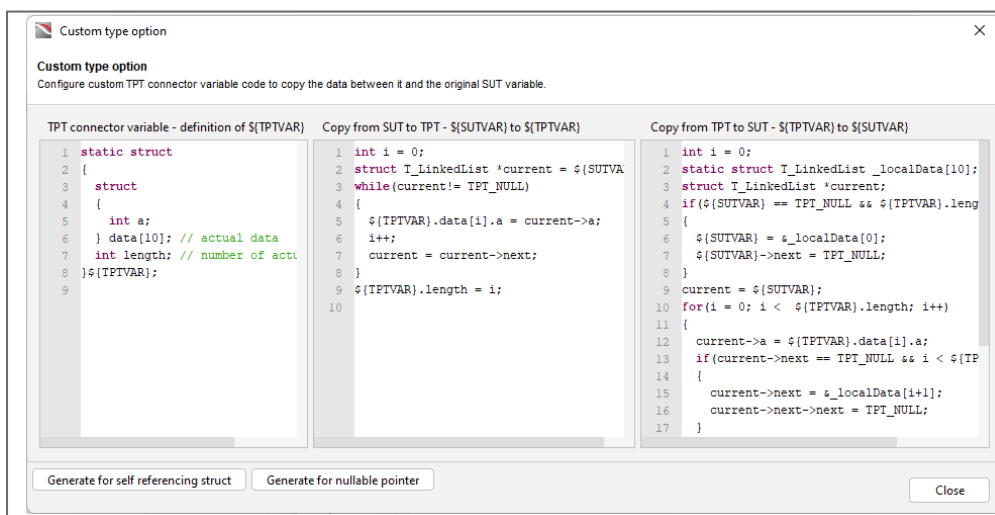 Custom type option
Custom type option
Configure custom TPT connector variable code to copy the data between it and the original SUT variable.
TPT connector variable - definition of ${TPTVAR}
1 static struct
2 {
3 struct
4 {
5 int a;
6 } data[10]; // actual data
7 int length; // number of actu
8 }${TPTVAR};
9
Copy from SUT to TPT - ${SUTVAR} to ${TPTVAR}
1 int i = 0;
2 struct T_LinkedList *current = ${SUTVA
3 while(current!= TPT_NULL)
4 {
5 ${TPTVAR}.data[i].a = current->a;
6 i++;
7 current = current->next;
8 }
9 ${TPTVAR}.length = i;
10
Copy from TPT to SUT - ${TPTVAR} to ${SUTVAR}
1 int i = 0;
2 static struct T_LinkedList _localData[10];
3 struct T_LinkedList *current;
4 if(${SUTVAR} == TPT_NULL && ${TPTVAR}.leng
5 {
6 ${SUTVAR} = &_localData[0];
7 ${SUTVAR}->next = TPT_NULL;
8 }
9 current = ${SUTVAR};
10 for(i = 0; i < ${TPTVAR}.length; i++)
11 {
12 current->a = ${TPTVAR}.data[i].a;
13 if(current->next == TPT_NULL && i < ${TP
14 {
15 current->next = &_localData[i+1];
16 current->next->next = TPT_NULL;
17 }
Generate for self referencing struct
Generate for nullable pointer
Close